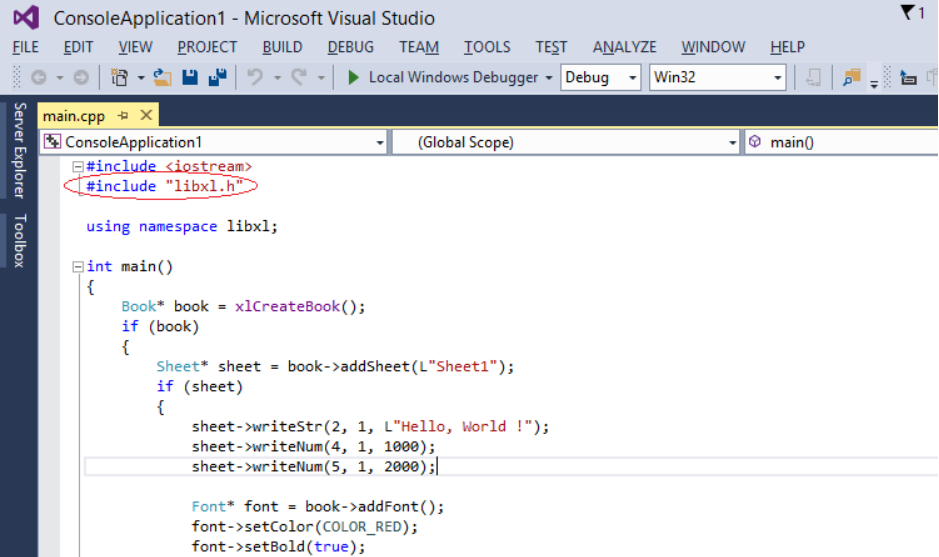 ConsoleApplication1 - Microsoft Visual Studio
1
FILE EDIT VIEW PROJECT BUILD DEBUG TEAM TOOLS TEST ANALYZE WINDOW HELP
Local Windows Debugger Debug Win32
Server Explorer
Toolbox
main.cpp
ConsoleApplication1 (Global Scope) main()
#include <iostream>
#include "libxl.h"
using namespace libxl;
int main()
{
Book* book = xlCreateBook();
if (book)
{
Sheet* sheet = book->addSheet(L"Sheet1");
if (sheet)
{
sheet->writeStr(2, 1, L"Hello, World !");
sheet->writeNum(4, 1, 1000);
sheet->writeNum(5, 1, 2000);
Font* font = book->addFont();
font->setColor(COLOR_RED);
font->setBold(true);